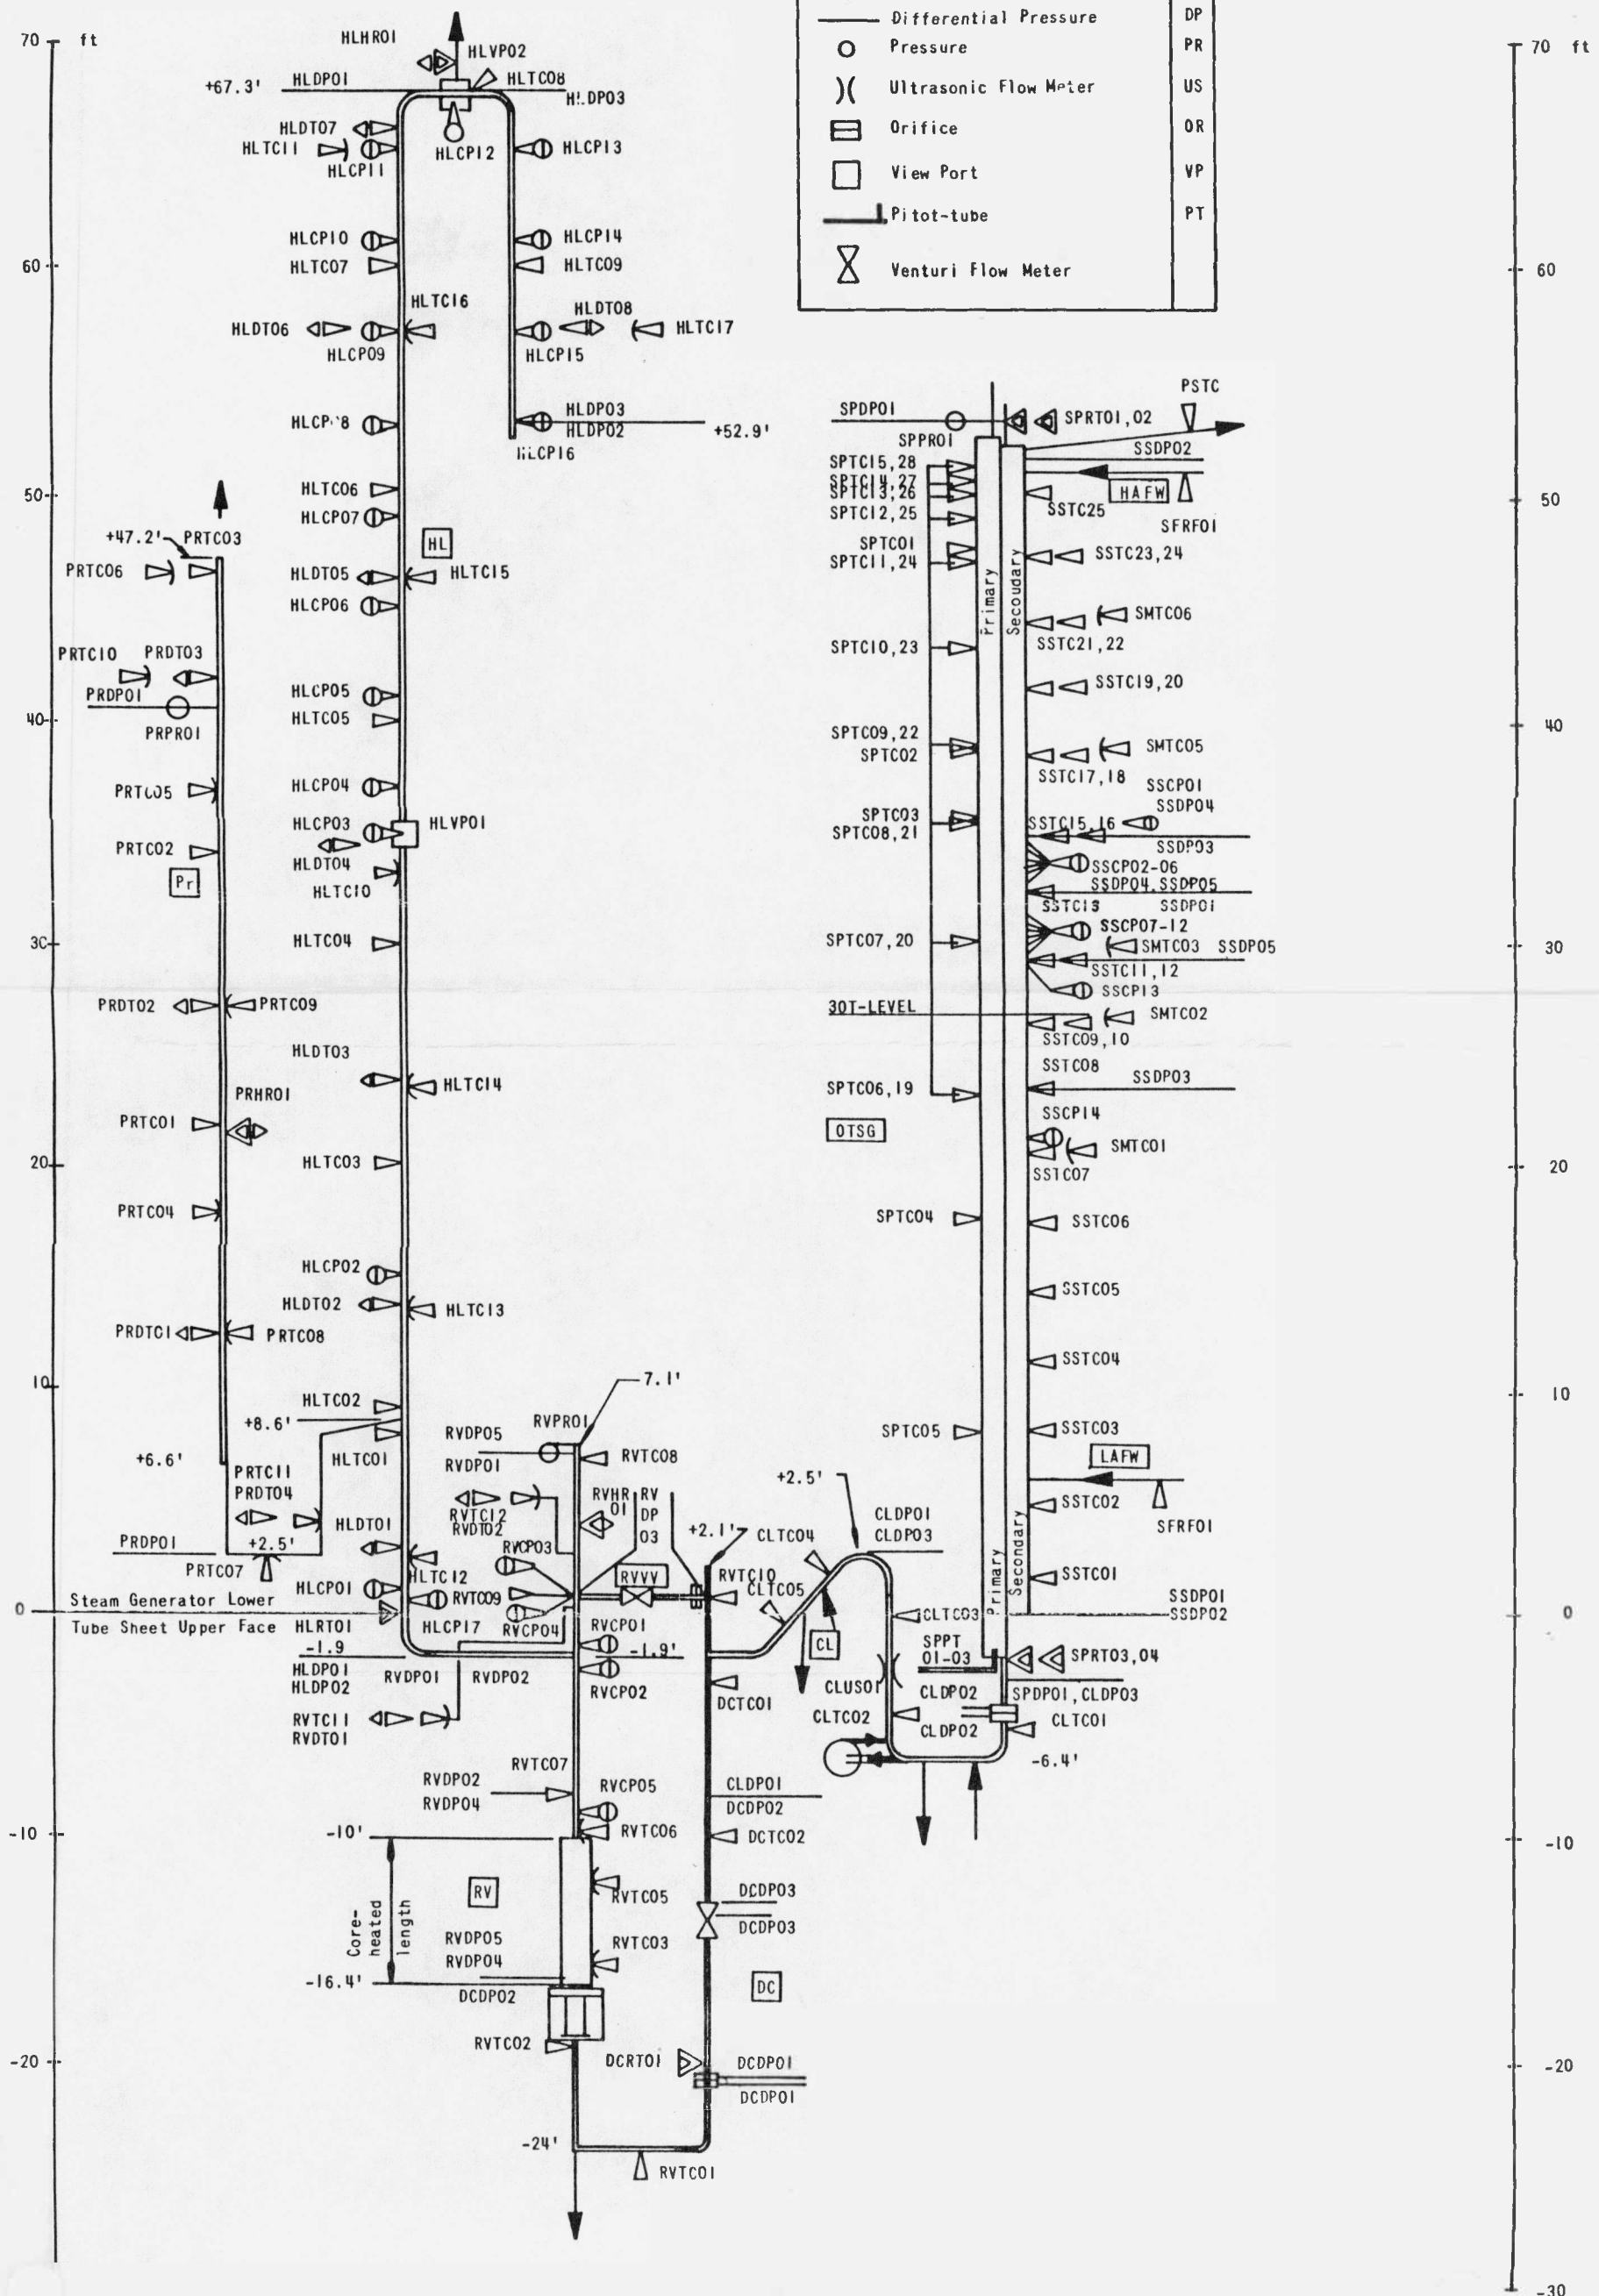 Differential Pressure DP
Pressure PR
Ultrasonic Flow Meter US
Orifice OR
View Port VP
Pitot-tube PT
Venturi Flow Meter
70 ft
60
50
40
30
20
10
0
-10
-20
70 ft
60
50
40
30
20
10
0
-10
-20
-30
HLHR01
HLVP02
HLDP01
HLTC08
+67.3'
HLDP03
HLDT07
HLTC11
HLCP11
HLCP12
HLCP13
HLCP10
HLCP14
HLTC07
HLTC09
HLTC16
HLDT08
HLDT06
HLTC17
HLCP09
HLCP15
HLDP03
HLDP02
+52.9'
HLCP16
HLTC06
HLCP07
HL
HLDT05
HLTC15
HLCP06
HLCP05
HLTC05
HLCP04
HLCP03
HLVP01
HLDT04
HLTC10
HLTC04
HLDT03
HLTC14
HLTC03
HLCP02
HLDT02
HLTC13
HLTC02
+8.6'
HLTC01
HLDT01
HLTC12
HLCP01
HLCP17
HLRT01
Steam Generator Lower
Tube Sheet Upper Face
-1.9
HLDP01
HLDP02
+47.2'
PRTC03
PRTC06
PRTC10
PRDT03
PRDP01
PRPR01
PRTC05
PRTC02
Pr
PRDT02
PRTC09
PRHR01
PRTC01
PRTC04
PRDTC1
PRTC08
+6.6'
PRTC11
PRDT04
PRDP01
+2.5'
PRTC07
7.1'
RVPR01
RVDP05
RVDP01
RVTC08
RVTC12
RVDT02
RVHR
01
RV
DP
03
RVCP03
RVVV
RVTC09
RVCP04
RVCP01
-1.9'
RVDP01
RVDP02
RVCP02
RVTC11
RVDT01
RVTC07
RVDP02
RVDP04
RVCP05
RVTC06
-10'
Core-
heated
length
RV
RVTC05
RVDP05
RVDP04
RVTC03
-16.4'
DCDP02
RVTC02
-24'
RVTC01
+2.1'
RVTC10
+2.5'
CLTC04
CLDP01
CLDP03
CLTC05
CLTC03
CL
CLUS01
SPPT
01-03
CLTC02
CLDP02
CLDP02
SPDP01, CLDP03
CLTC01
-6.4'
DCTC01
CLDP01
DCDP02
DCTC02
DCDP03
DCDP03
DC
DCRT01
DCDP01
DCDP01
PSTC
SPDP01
SPRT01,02
SPPR01
SSDP02
SPTC15,28
SPTC14,27
SPTC13,26
SPTC12,25
SPTC01
SPTC11,24
HAFW
SSTC25
SFRF01
SSTC23,24
Primary
Secoudary
SMTC06
SSTC21,22
SPTC10,23
SSTC19,20
SPTC09,22
SPTC02
SMTC05
SSTC17,18
SSCP01
SSDP04
SPTC03
SPTC08,21
SSTC15,16
SSDP03
SSCP02-06
SSDP04,SSDP05
SSTC13
SSDP01
SSCP07-12
SPTC07,20
SMTC03
SSDP05
SSTC11,12
SSCP13
30T-LEVEL
SMTC02
SSTC09,10
SSTC08
SSDP03
SPTC06,19
SSCP14
OTSG
SMTC01
SSTC07
SPTC04
SSTC06
SSTC05
SSTC04
SPTC05
SSTC03
LAFW
SSTC02
SFRF01
Primary
Secondary
SSTC01
SSDP01
SSDP02
SPRT03,04